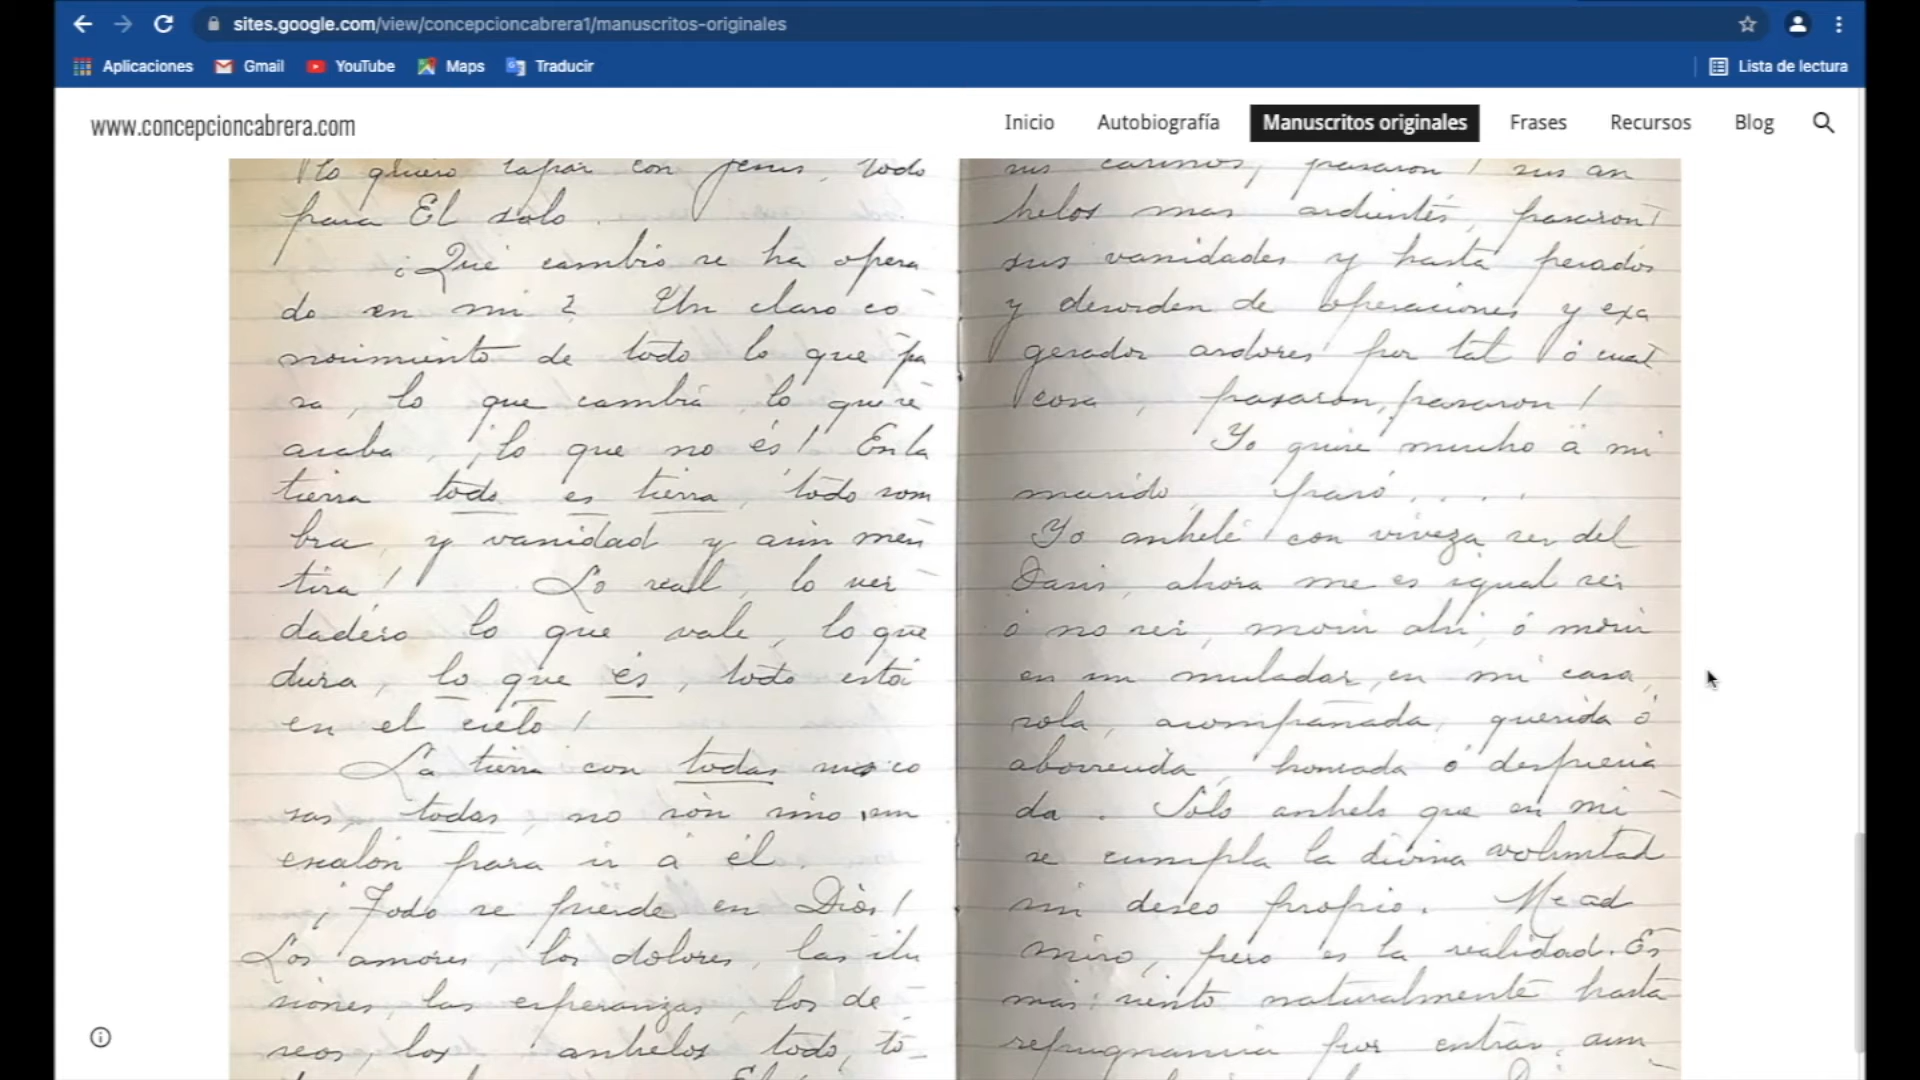 sites.google.com/view/concepcioncabrera1/manuscritos-originales
Aplicaciones Gmail YouTube Maps Traducir Lista de lectura
www.concepcioncabrera.com Inicio Autobiografía Manuscritos originales Frases Recursos Blog
lo quiero tapar con Jesus, todo
para El solo.
¿Qué cambio se ha opera
do en mi? Un claro co
nocimiento de todo lo que pa
sa, lo que cambia, lo que se
acaba, ¡lo que no és! En la
tierra todo es tierra, todo som
bra, y vanidad y aún men
tira! Lo real, lo ver
dadero lo que vale, lo que
dura, lo que és, todo está
en el cielo!
La tierra con todas sus co
sas, todas, no són sino un
escalón para ir á él.
¡Todo se pierde en Diós!
Los amores, los dolores, las ilu
siones, las esperanzas, los de
seos, los anhelos todo, to
sus cariños, pasaron! sus an
helos mas ardientes, pasaron!
sus vanidades y hasta pecados
y desorden de operaciones y exa
gerados ardores por tal ó cual
cosa, pasaron, pasaron!
Yo quise mucho á mi
marido, pasó....
Yo anhelé con viveza ser del
Oasis, ahora me es igual ser
ó no ser, morir ahi, ó morir
en un muladar, en mi casa,
sola, acompañada, querida ó
aborrecida, honrada ó desprecia
da. Sólo anhelo que en mi
se cumpla la divina voluntad
sin deseo propio. Me ad
miro, pero es la realidad. Es
más: siento naturalmente hasta
repugnancia por entrar, aun